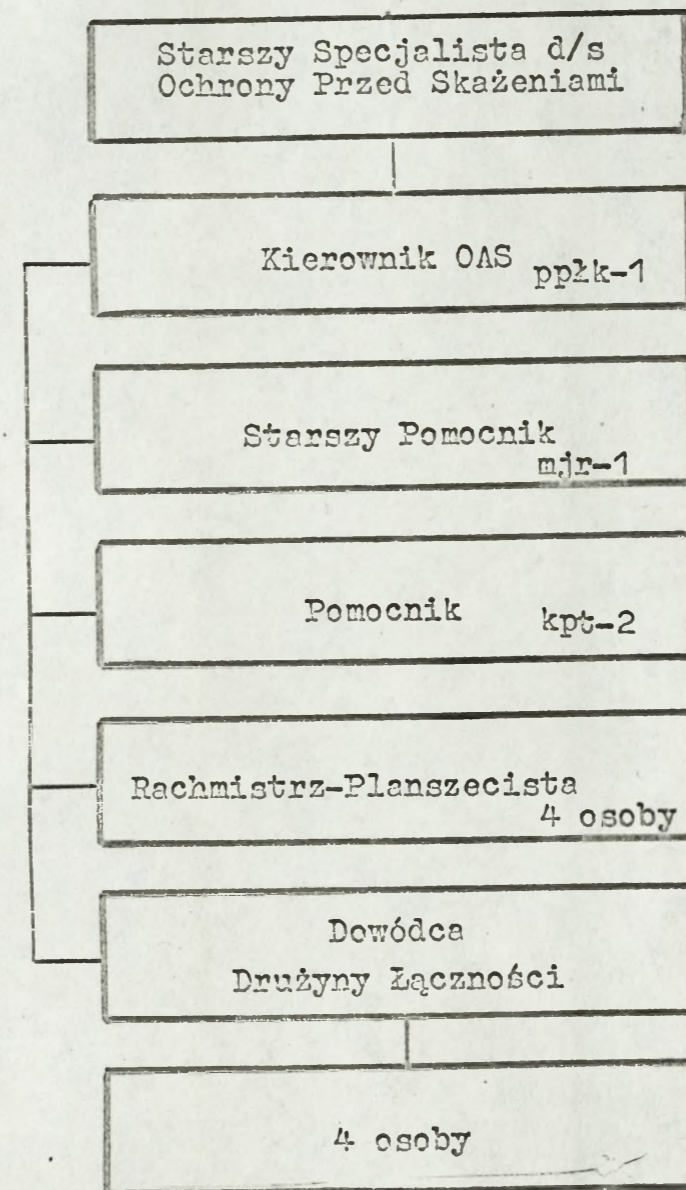 Starszy Specjalista d/s
Ochrony Przed Skażeniami
Kierownik OAS ppłk-1
Starszy Pomocnik
mjr-1
Pomocnik kpt-2
Rachmistrz-Planszecista
4 osoby
Dowódca
Drużyny Łączności
4 osoby